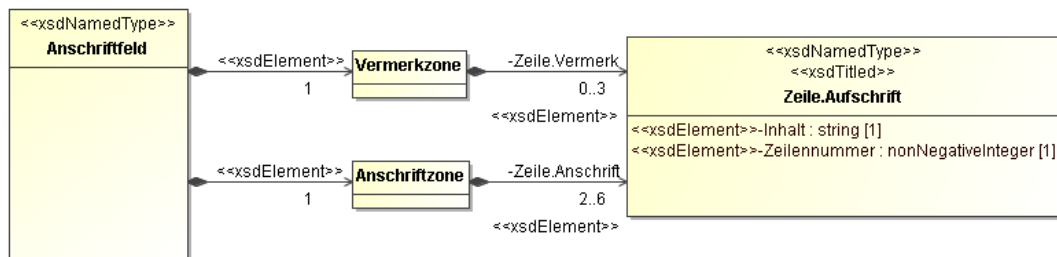 <<xsdNamedType>>
Anschriftfeld
<<xsdElement>>
1
Vermerkzone
-Zeile.Vermerk
0..3
<<xsdElement>>
<<xsdElement>>
1
Anschriftzone
-Zeile.Anschrift
2..6
<<xsdElement>>
<<xsdNamedType>>
<<xsdTitled>>
Zeile.Aufschrift
<<xsdElement>>-Inhalt : string [1]
<<xsdElement>>-Zeilennummer : nonNegativeInteger [1]